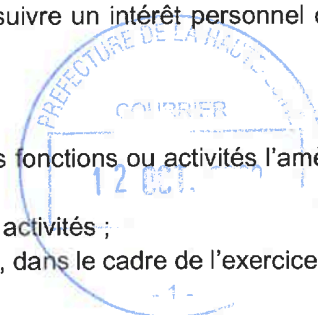 suivre un intérêt personnel
PREFECTURE DE LA HAUTE
COURRIER
s fonctions ou activités l'amé
12 OCT.
activités ;
, dans le cadre de l'exercice
- 1 -